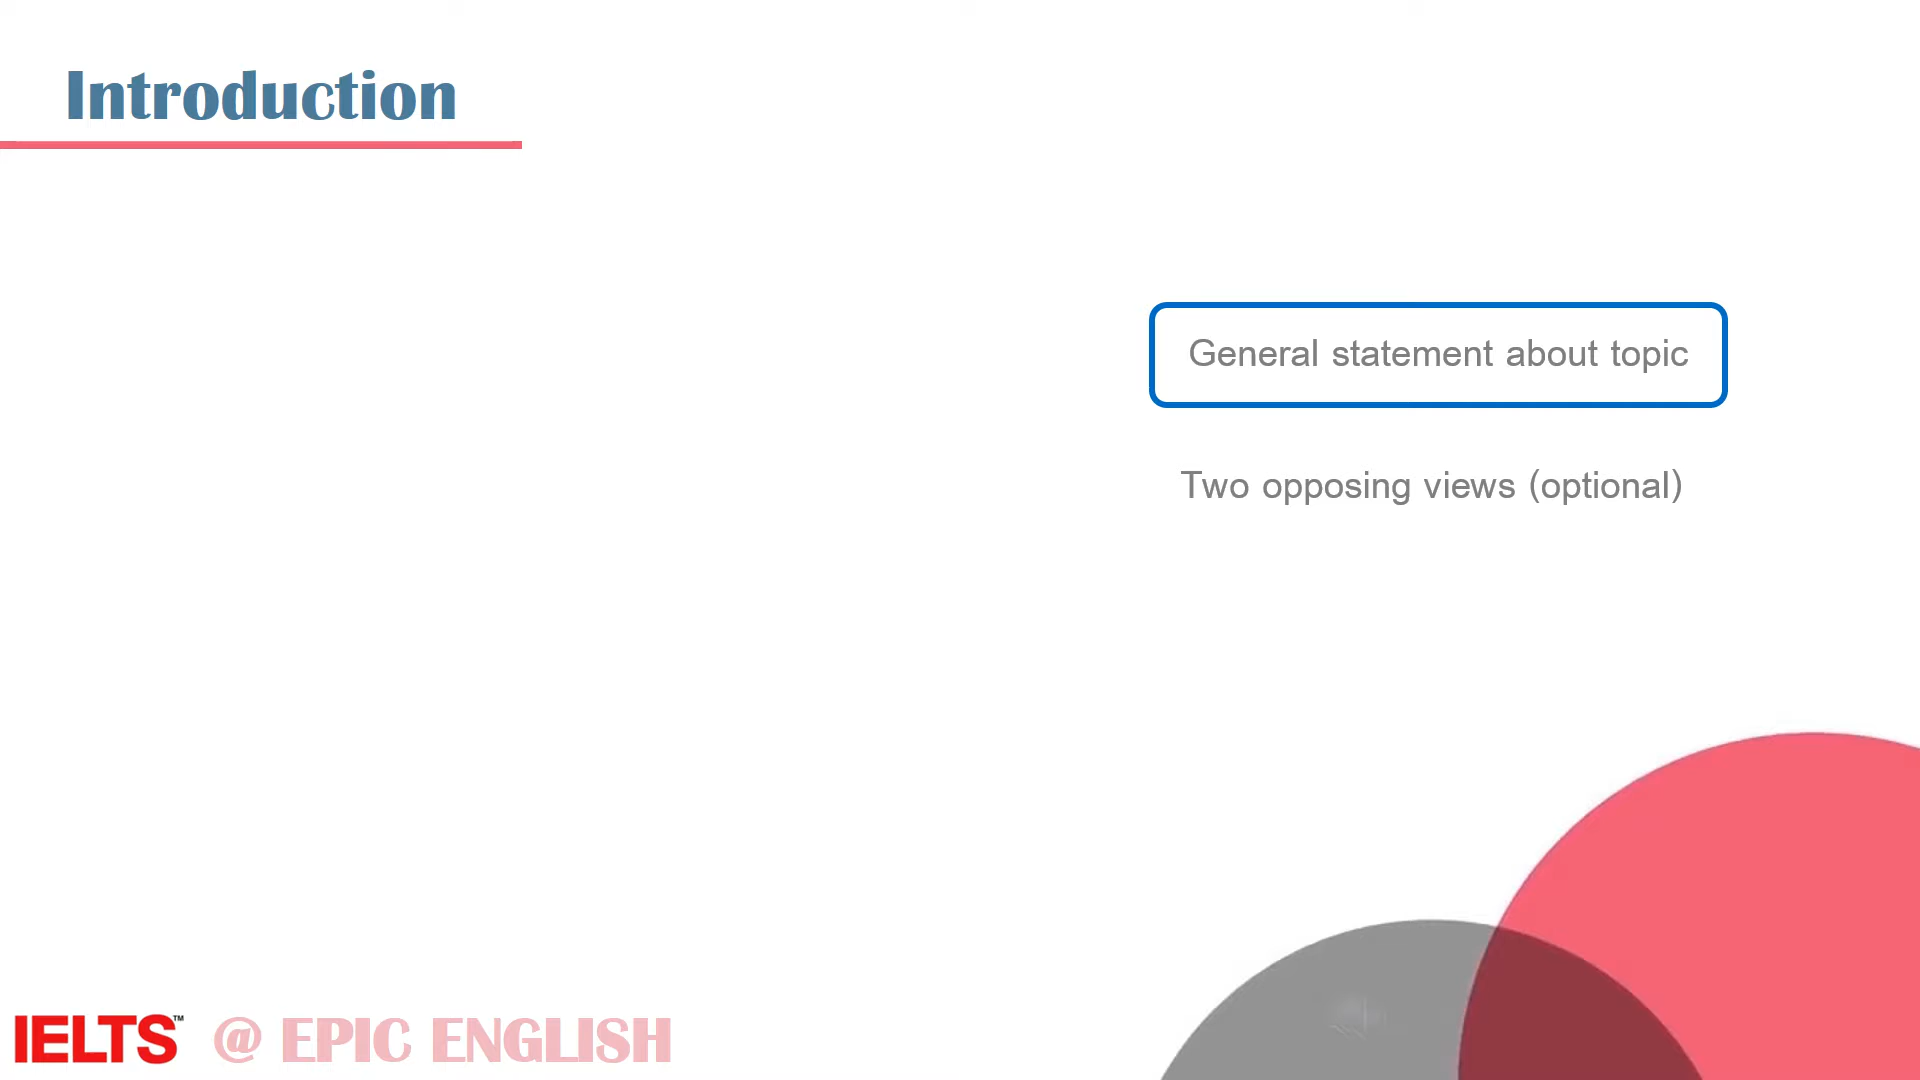 Introduction
General statement about topic
Two opposing views (optional)
IELTS™ @ EPIC ENGLISH